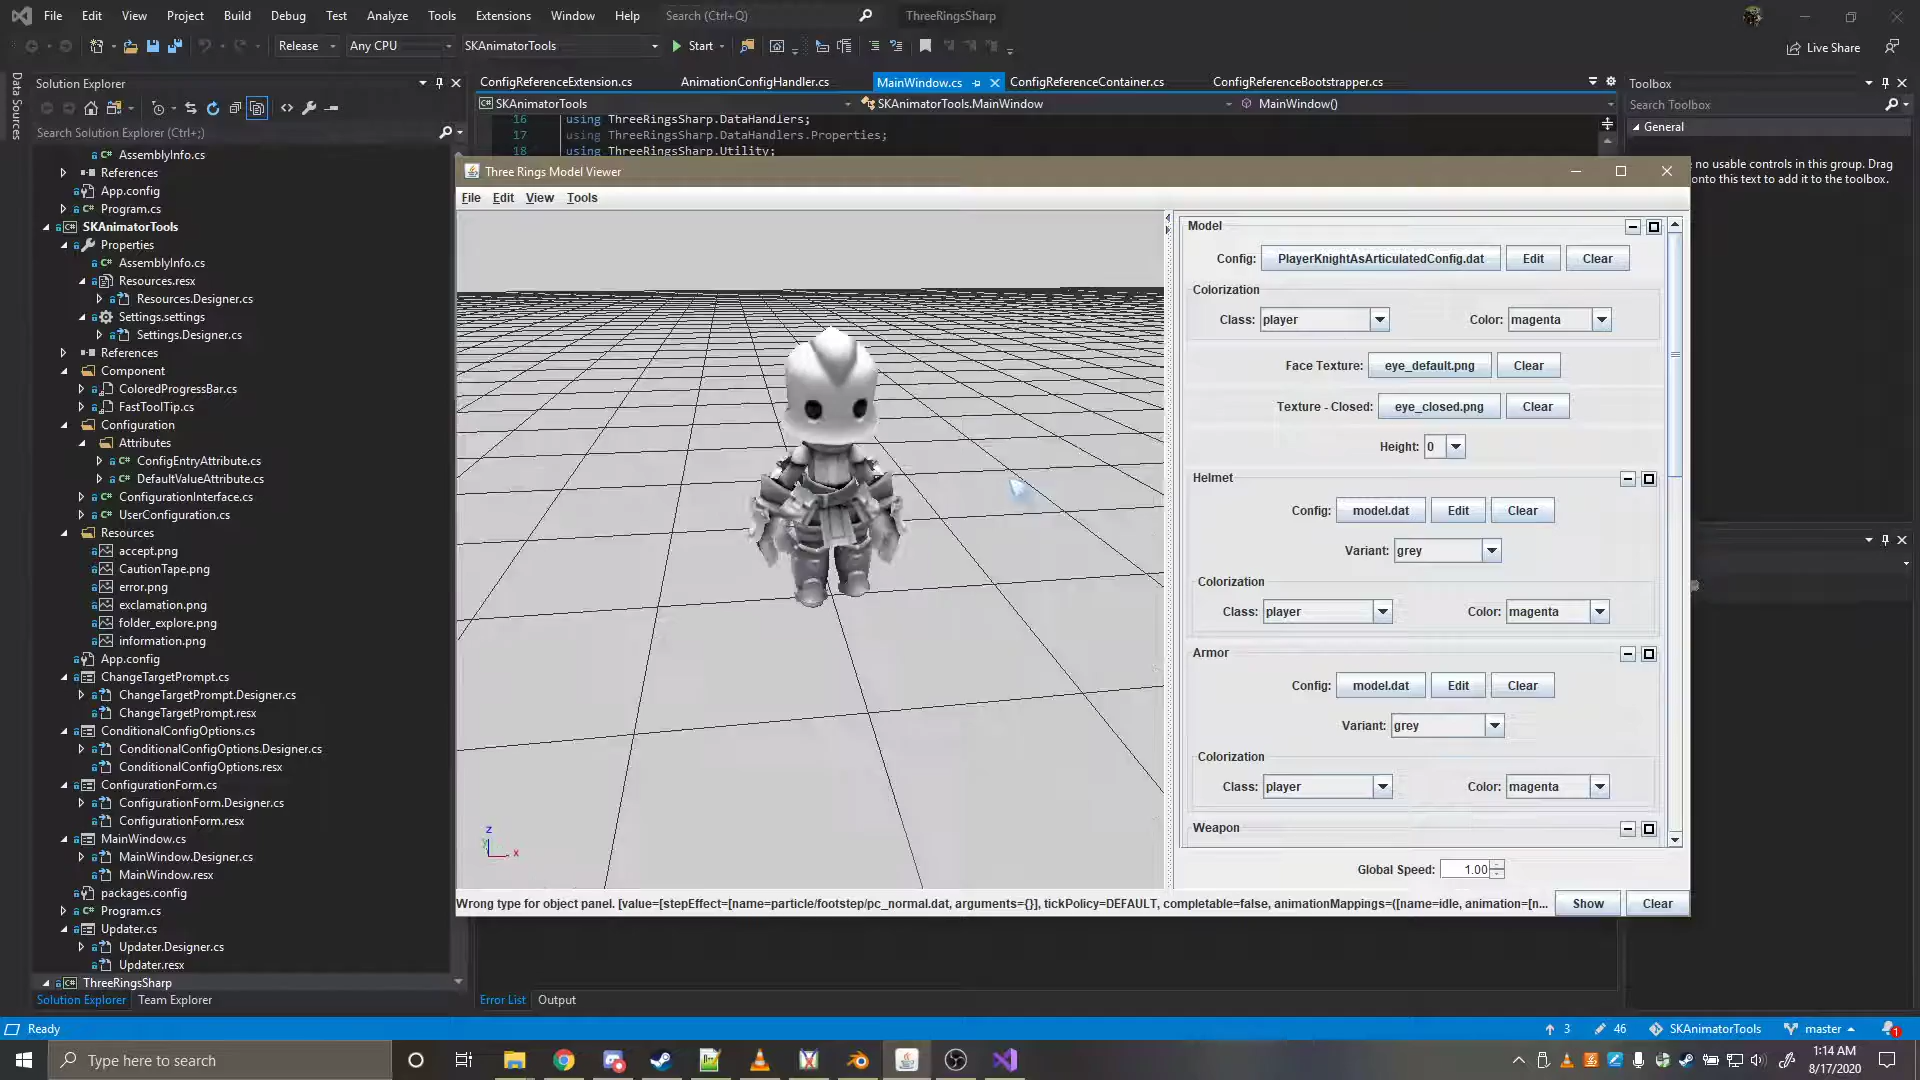 File Edit View Project Build Debug Test Analyze Tools Extensions Window Help Search (Ctrl+Q) ThreeRingsSharp
Release Any CPU SKAnimatorTools Start Live Share
Data Sources
Solution Explorer
Search Solution Explorer (Ctrl+;)
AssemblyInfo.cs
References
App.config
Program.cs
SKAnimatorTools
Properties
AssemblyInfo.cs
Resources.resx
Resources.Designer.cs
Settings.settings
Settings.Designer.cs
References
Component
ColoredProgressBar.cs
FastToolTip.cs
Configuration
Attributes
ConfigEntryAttribute.cs
DefaultValueAttribute.cs
ConfigurationInterface.cs
UserConfiguration.cs
Resources
accept.png
CautionTape.png
error.png
exclamation.png
folder_explore.png
information.png
App.config
ChangeTargetPrompt.cs
ChangeTargetPrompt.Designer.cs
ChangeTargetPrompt.resx
ConditionalConfigOptions.cs
ConditionalConfigOptions.Designer.cs
ConditionalConfigOptions.resx
ConfigurationForm.cs
ConfigurationForm.Designer.cs
ConfigurationForm.resx
MainWindow.cs
MainWindow.Designer.cs
MainWindow.resx
packages.config
Program.cs
Updater.cs
Updater.Designer.cs
Updater.resx
ThreeRingsSharp
Solution Explorer Team Explorer
ConfigReferenceExtension.cs AnimationConfigHandler.cs MainWindow.cs ConfigReferenceContainer.cs ConfigReferenceBootstrapper.cs
SKAnimatorTools SKAnimatorTools.MainWindow MainWindow()
16 using ThreeRingsSharp.DataHandlers;
17 using ThreeRingsSharp.DataHandlers.Properties;
18 using ThreeRingsSharp.Utility;
Toolbox
Search Toolbox
General
no usable controls in this group. Drag
onto this text to add it to the toolbox.
Three Rings Model Viewer
File Edit View Tools
z
y
x
Model
Config: PlayerKnightAsArticulatedConfig.dat Edit Clear
Colorization
Class: player Color: magenta
Face Texture: eye_default.png Clear
Texture - Closed: eye_closed.png Clear
Height: 0
Helmet
Config: model.dat Edit Clear
Variant: grey
Colorization
Class: player Color: magenta
Armor
Config: model.dat Edit Clear
Variant: grey
Colorization
Class: player Color: magenta
Weapon
Global Speed: 1.00
Wrong type for object panel. [value=[stepEffect=[name=particle/footstep/pc_normal.dat, arguments={}], tickPolicy=DEFAULT, completable=false, animationMappings=([name=idle, animation=[n... Show Clear
Error List Output
Ready 3 46 SKAnimatorTools master 1
Type here to search
1:14 AM
8/17/2020